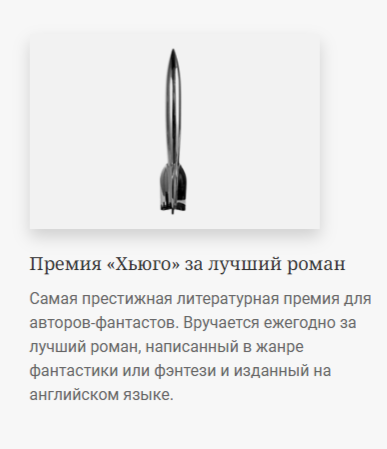 Премия «Хьюго» за лучший роман
Самая престижная литературная премия для
авторов-фантастов. Вручается ежегодно за
лучший роман, написанный в жанре
фантастики или фэнтези и изданный на
английском языке.